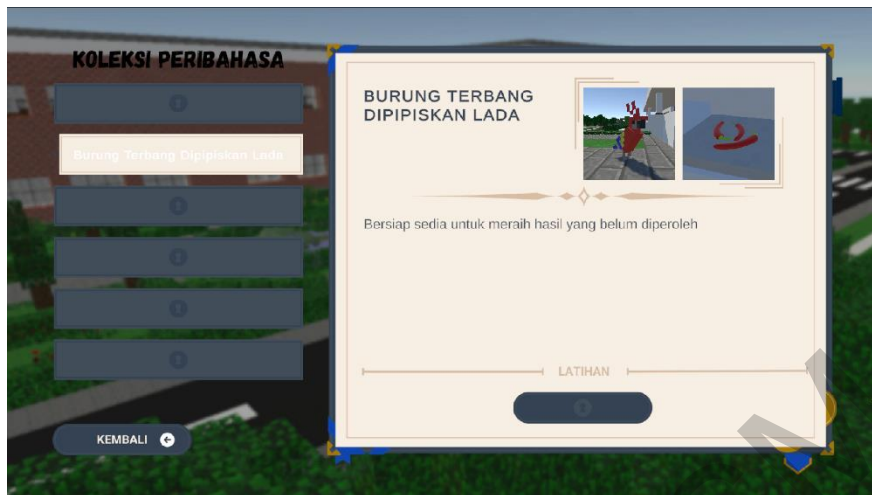 KOLEKSI PERIBAHASA
Burung Terbang Dipipiskan Lada
KEMBALI
BURUNG TERBANG
DIPIPISKAN LADA
Bersiap sedia untuk meraih hasil yang belum diperoleh
LATIHAN